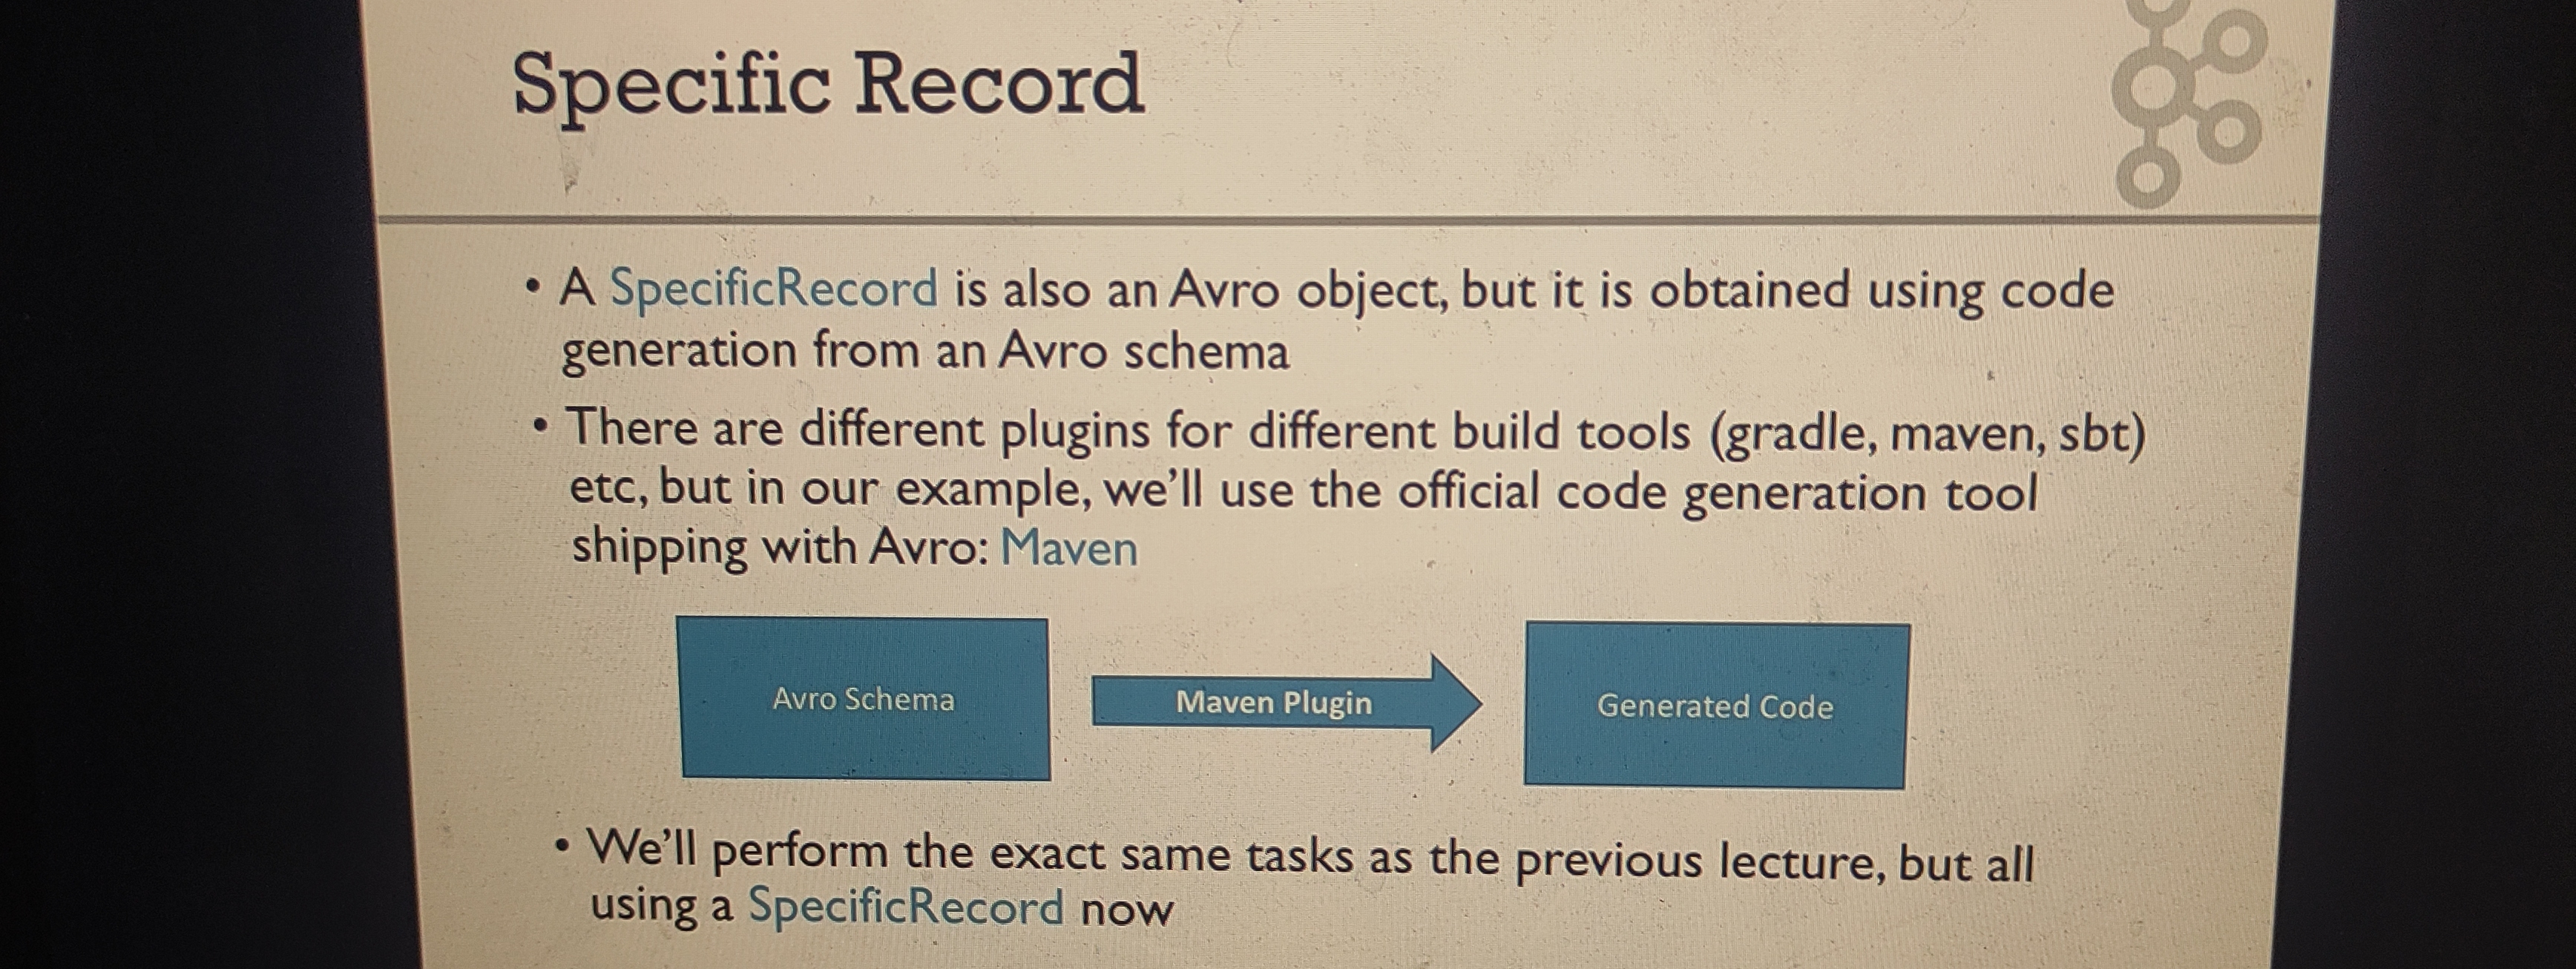 Specific Record
• A SpecificRecord is also an Avro object, but it is obtained using code
generation from an Avro schema
• There are different plugins for different build tools (gradle, maven, sbt)
etc, but in our example, we'll use the official code generation tool
shipping with Avro: Maven
Avro Schema
Maven Plugin
Generated Code
• We'll perform the exact same tasks as the previous lecture, but all
using a SpecificRecord now